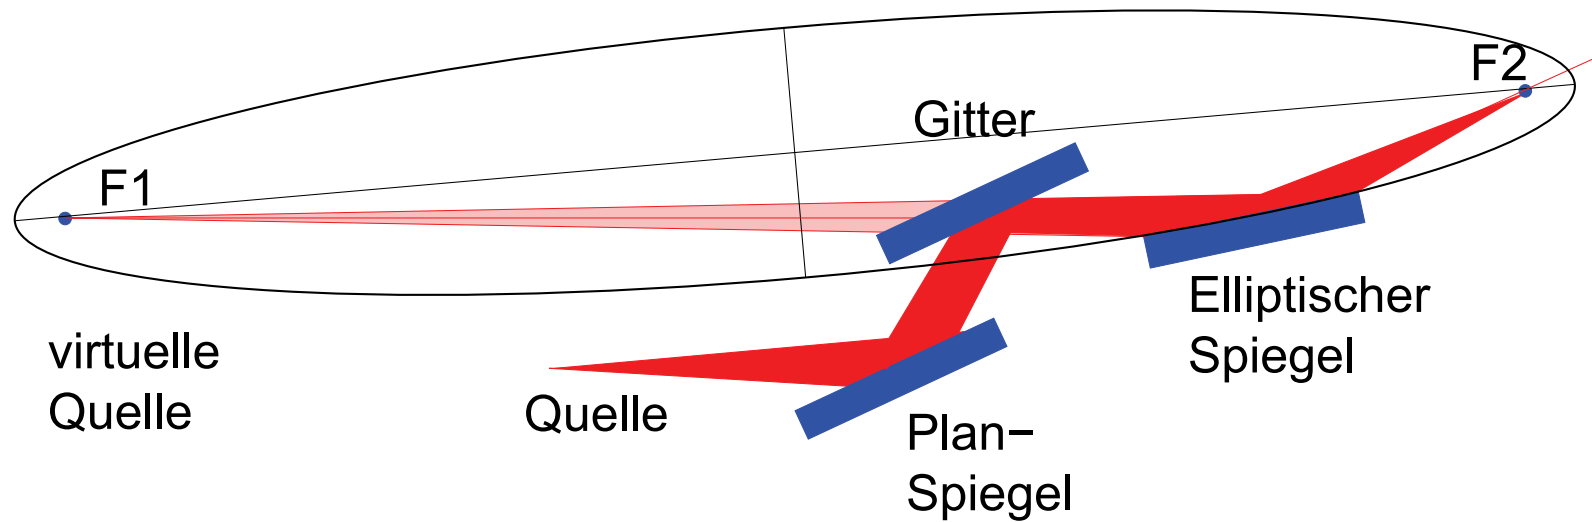 F2
Gitter
F1
virtuelle
Quelle
Quelle
Elliptischer
Spiegel
Plan–
Spiegel